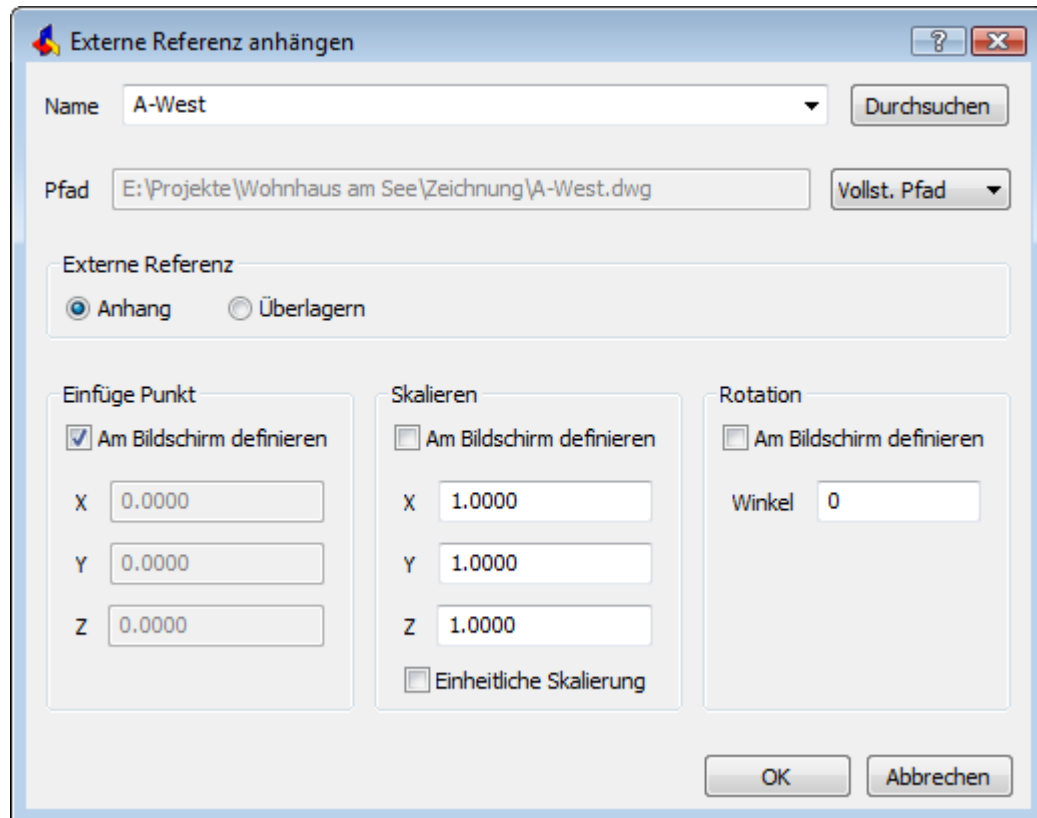 Externe Referenz anhängen
Name A-West Durchsuchen
Pfad E:\Projekte\Wohnhaus am See\Zeichnung\A-West.dwg Vollst. Pfad
Externe Referenz
Anhang Überlagern
Einfüge Punkt Skalieren Rotation
Am Bildschirm definieren Am Bildschirm definieren Am Bildschirm definieren
X 0.0000 X 1.0000 Winkel 0
Y 0.0000 Y 1.0000
Z 0.0000 Z 1.0000
Einheitliche Skalierung
OK Abbrechen